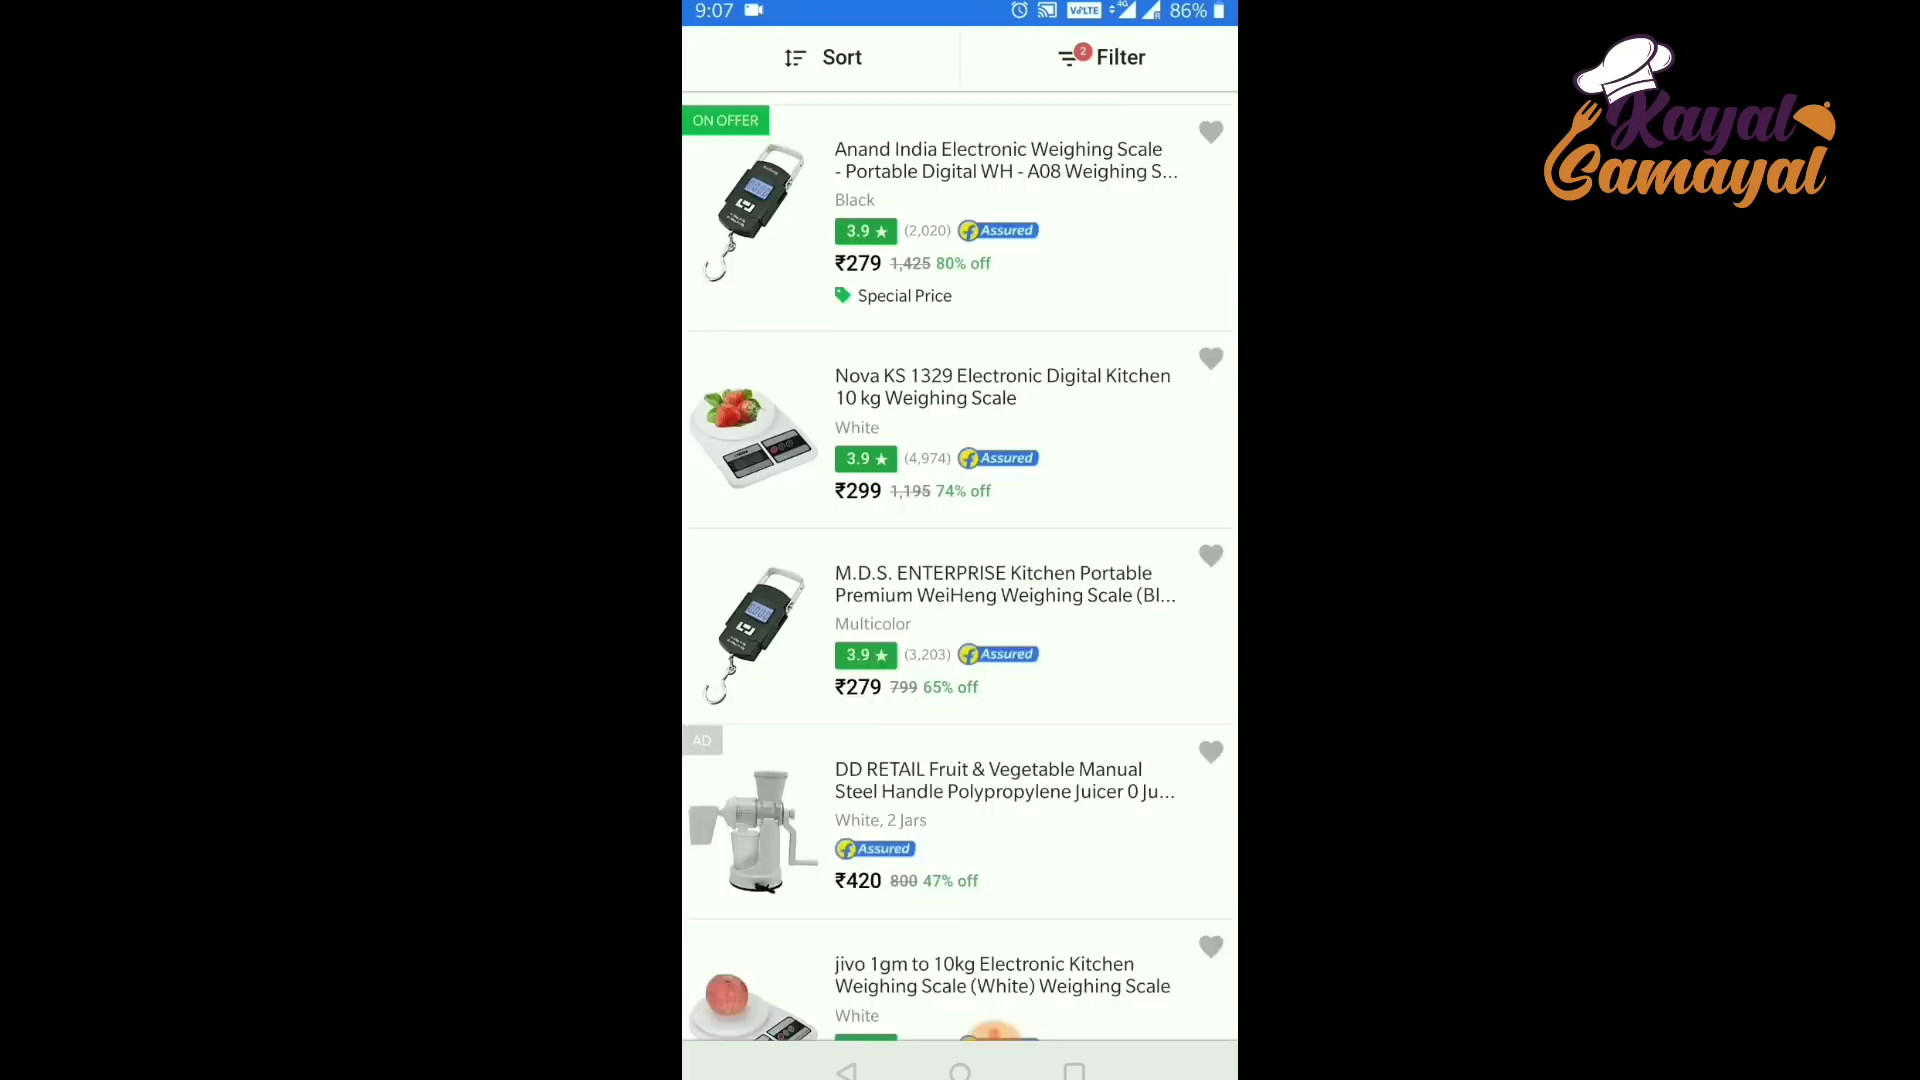 9:07
VoLTE 4G R 86%
Sort
2
Filter
Kayal
Samayal
ON OFFER
Anand India Electronic Weighing Scale
- Portable Digital WH - A08 Weighing S...
Black
3.9 ★ (2,020) f Assured
₹279 1,425 80% off
Special Price
Nova KS 1329 Electronic Digital Kitchen
10 kg Weighing Scale
White
3.9 ★ (4,974) f Assured
₹299 1,195 74% off
M.D.S. ENTERPRISE Kitchen Portable
Premium WeiHeng Weighing Scale (Bl...
Multicolor
3.9 ★ (3,203) f Assured
₹279 799 65% off
AD
DD RETAIL Fruit & Vegetable Manual
Steel Handle Polypropylene Juicer 0 Ju...
White, 2 Jars
f Assured
₹420 800 47% off
jivo 1gm to 10kg Electronic Kitchen
Weighing Scale (White) Weighing Scale
White